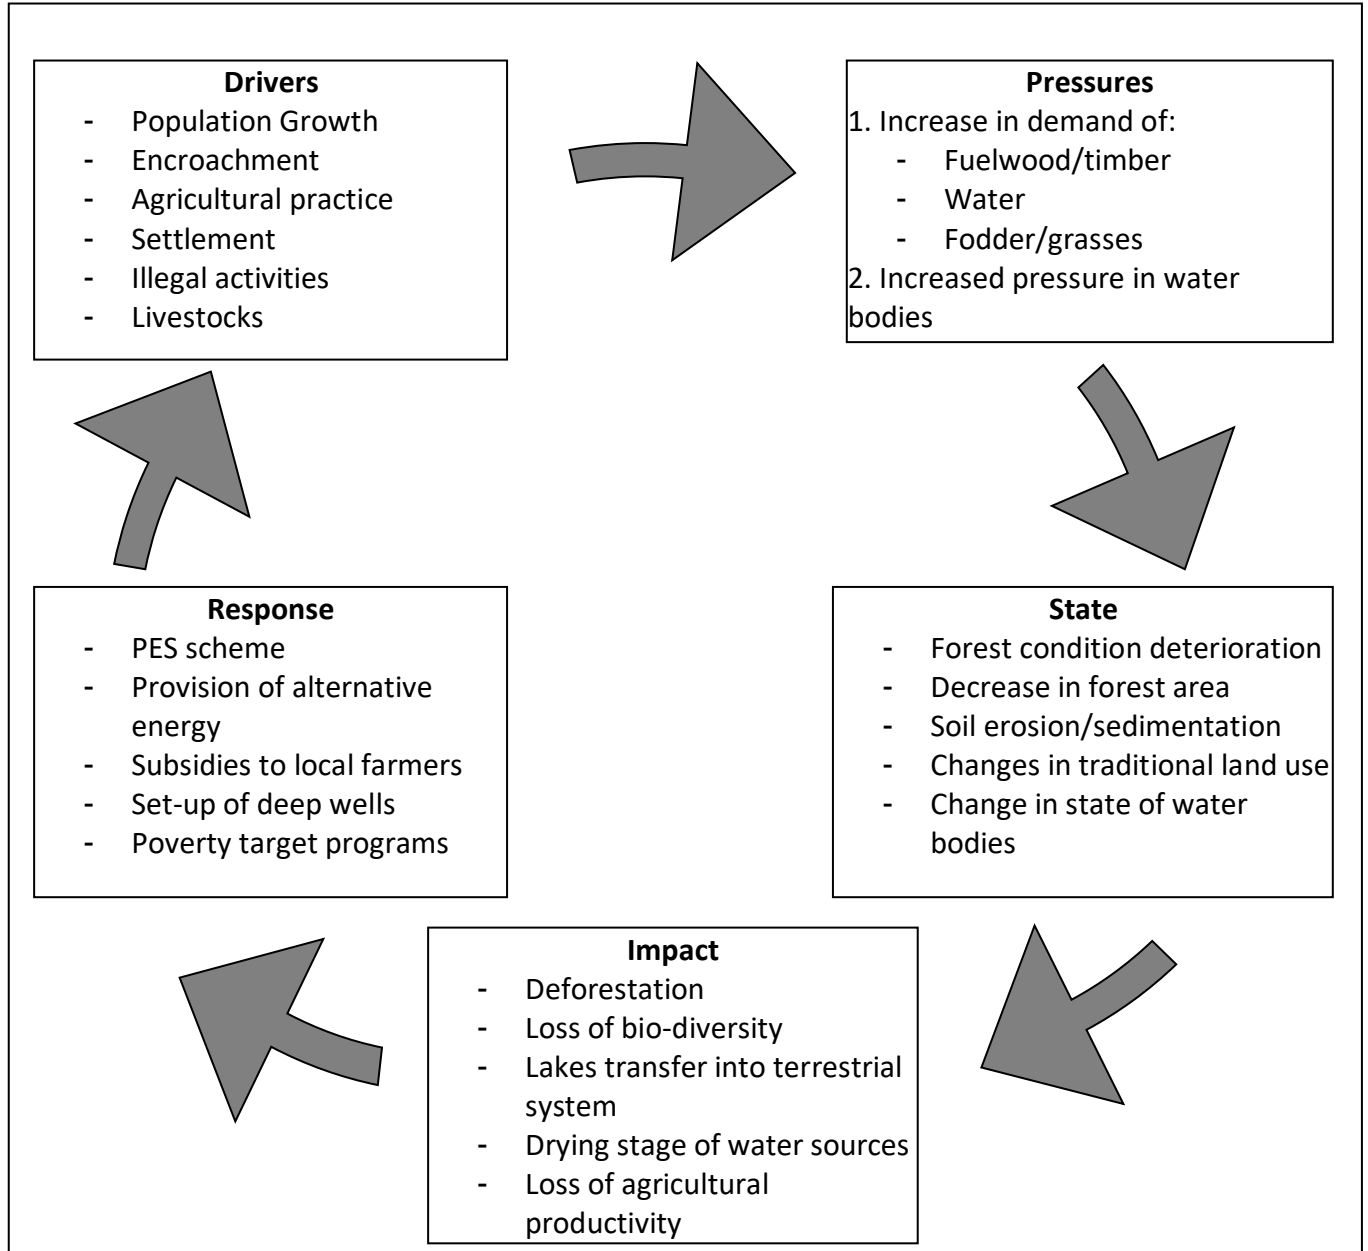 Drivers
- Population Growth
- Encroachment
- Agricultural practice
- Settlement
- Illegal activities
- Livestocks
Pressures
1. Increase in demand of:
- Fuelwood/timber
- Water
- Fodder/grasses
2. Increased pressure in water
bodies
State
- Forest condition deterioration
- Decrease in forest area
- Soil erosion/sedimentation
- Changes in traditional land use
- Change in state of water
bodies
Impact
- Deforestation
- Loss of bio-diversity
- Lakes transfer into terrestrial
system
- Drying stage of water sources
- Loss of agricultural
productivity
Response
- PES scheme
- Provision of alternative
energy
- Subsidies to local farmers
- Set-up of deep wells
- Poverty target programs